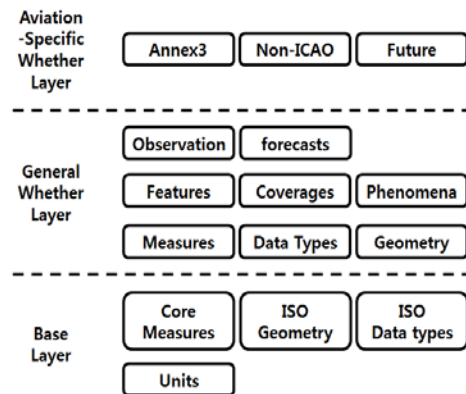 Aviation
-Specific
Whether
Layer
Annex3
Non-ICAO
Future
General
Whether
Layer
Observation
forecasts
Features
Coverages
Phenomena
Measures
Data Types
Geometry
Base
Layer
Core
Measures
ISO
Geometry
ISO
Data types
Units